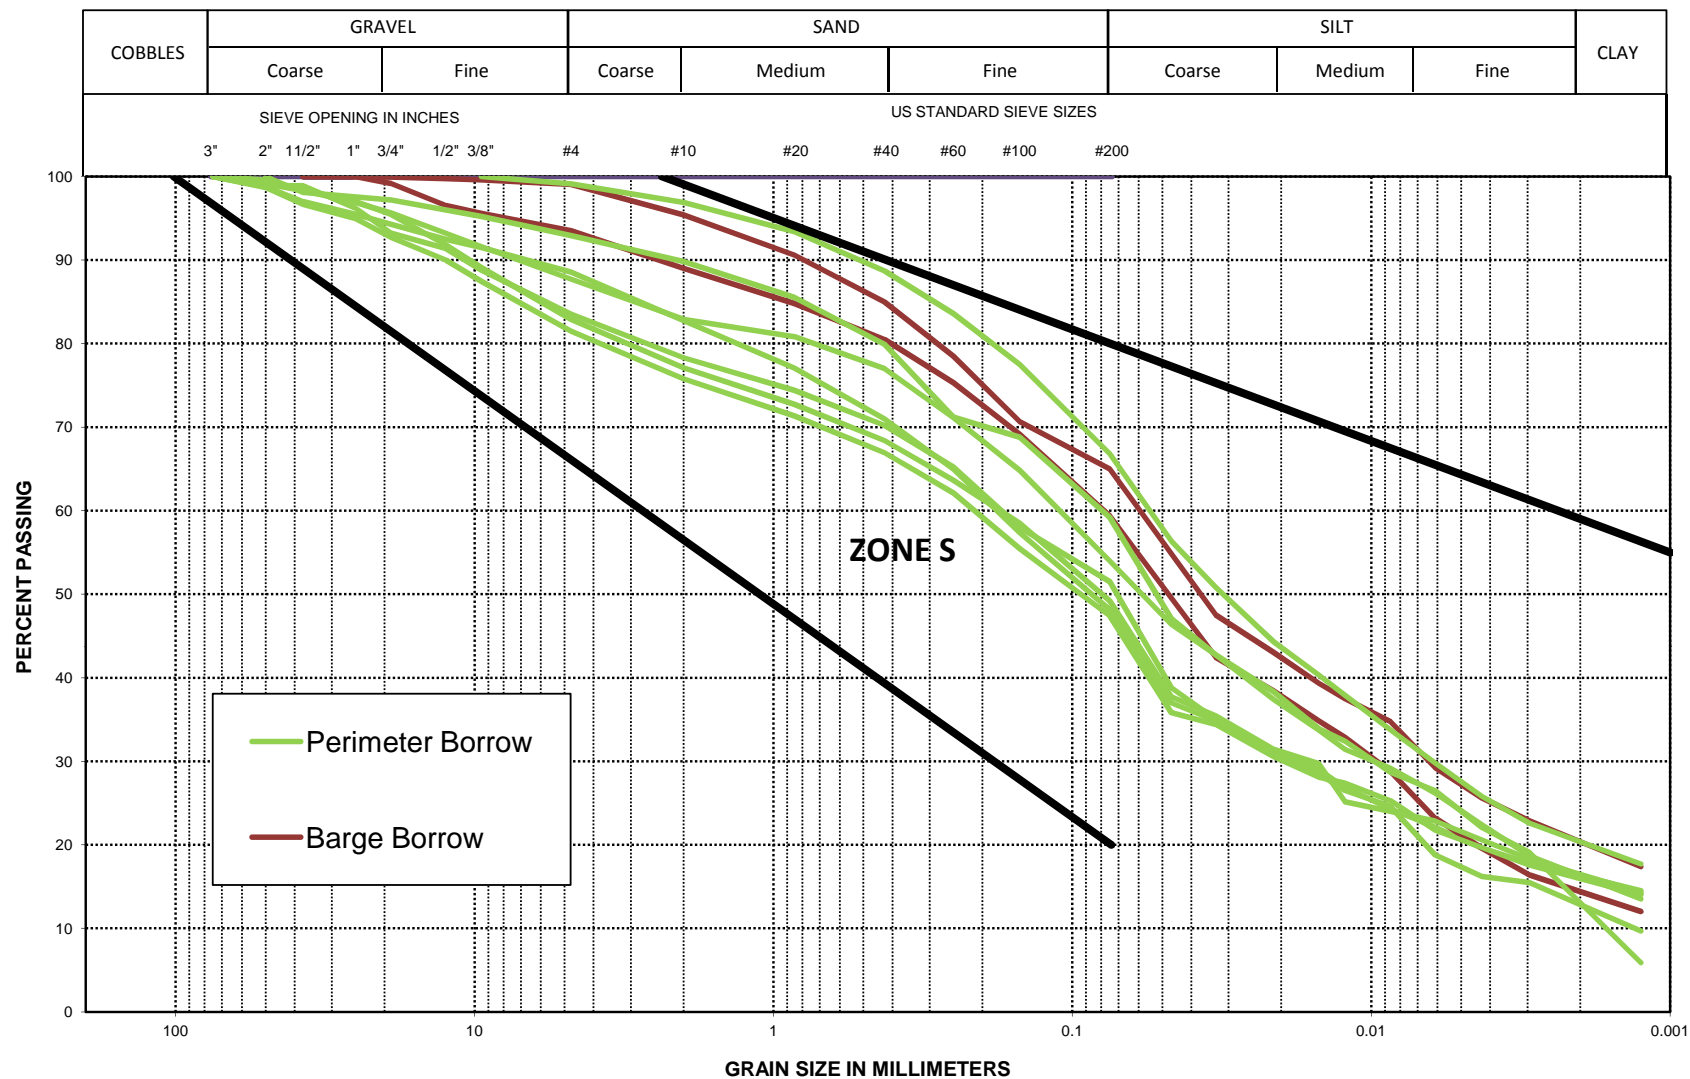 COBBLES GRAVEL SAND SILT CLAY
Coarse Fine Coarse Medium Fine Coarse Medium Fine
SIEVE OPENING IN INCHES US STANDARD SIEVE SIZES
3" 2" 11/2" 1" 3/4" 1/2" 3/8" #4 #10 #20 #40 #60 #100 #200
100
90
80
70
60
50
40
30
20
10
0
PERCENT PASSING
ZONE S
Perimeter Borrow
Barge Borrow
100 10 1 0.1 0.01 0.001
GRAIN SIZE IN MILLIMETERS